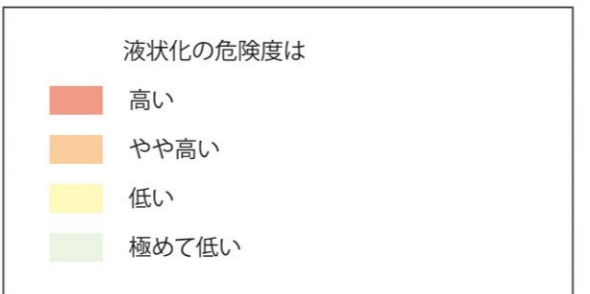 液状化の危険度は
高い
やや高い
低い
極めて低い